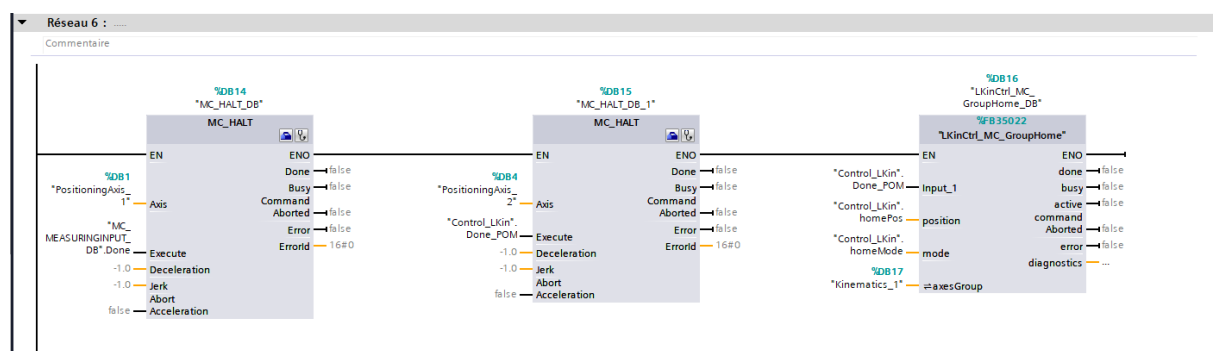 Réseau 6 : .....
Commentaire
%DB14
"MC_HALT_DB"
MC_HALT
EN
ENO
%DB1
"PositioningAxis_
1"
Axis
"MC_
MEASURINGINPUT_
DB".Done
Execute
-1.0
Deceleration
-1.0
Jerk
Abort
false
Acceleration
Done
false
Busy
false
Command
Aborted
false
Error
false
ErrorId
16#0
%DB15
"MC_HALT_DB_1"
MC_HALT
EN
ENO
%DB4
"PositioningAxis_
2"
Axis
"Control_LKin".
Done_POM
Execute
-1.0
Deceleration
-1.0
Jerk
Abort
false
Acceleration
Done
false
Busy
false
Command
Aborted
false
Error
false
ErrorId
16#0
%DB16
"LKinCtrl_MC_
GroupHome_DB"
%FB35022
"LKinCtrl_MC_GroupHome"
EN
ENO
"Control_LKin".
Done_POM
Input_1
"Control_LKin".
homePos
position
"Control_LKin".
homeMode
mode
%DB17
"Kinematics_1"
axesGroup
done
false
busy
false
active
false
command
Aborted
false
error
false
diagnostics
...